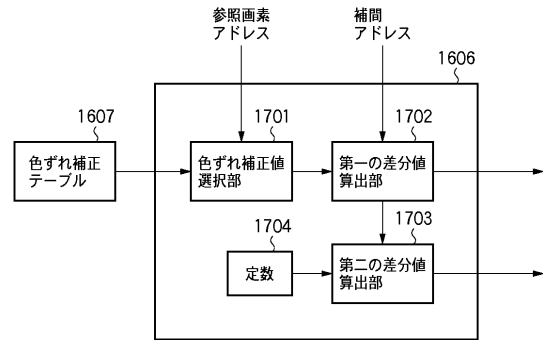 参照画素
アドレス
補間
アドレス
1606
1607
1701
1702
色ずれ補正
テーブル
色ずれ補正値
選択部
第一の差分値
算出部
1704
1703
定数
第二の差分値
算出部